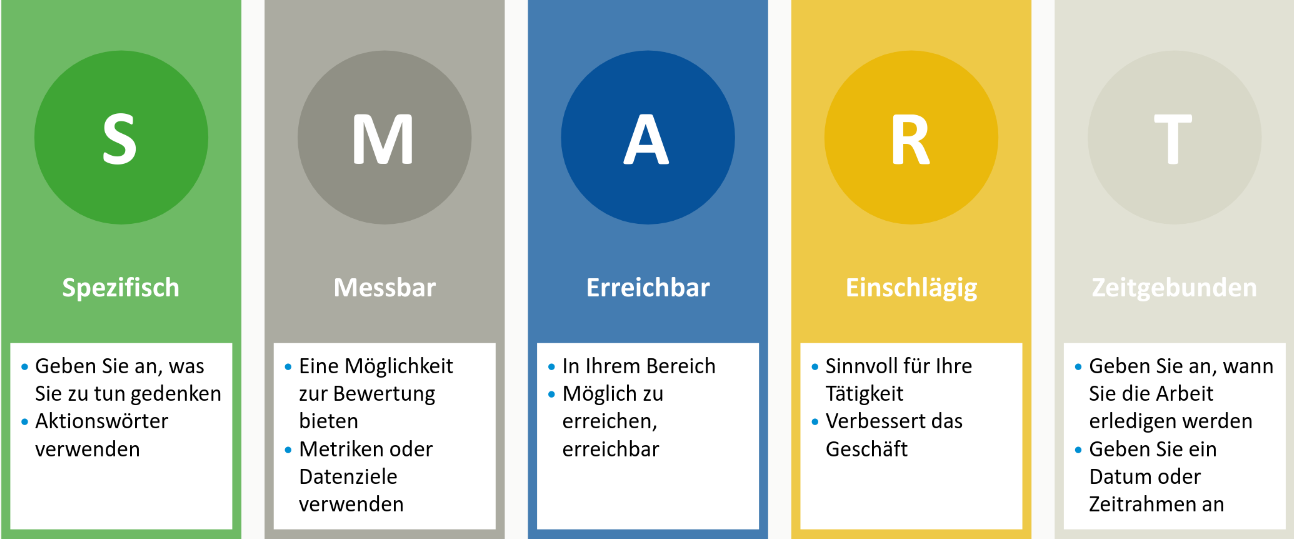 S
Spezifisch
• Geben Sie an, was
Sie zu tun gedenken
• Aktionswörter
verwenden
M
Messbar
• Eine Möglichkeit
zur Bewertung
bieten
• Metriken oder
Datenziele
verwenden
A
Erreichbar
• In Ihrem Bereich
• Möglich zu
erreichen,
erreichbar
R
Einschlägig
• Sinnvoll für Ihre
Tätigkeit
• Verbessert das
Geschäft
T
Zeitgebunden
• Geben Sie an, wann
Sie die Arbeit
erledigen werden
• Geben Sie ein
Datum oder
Zeitrahmen an